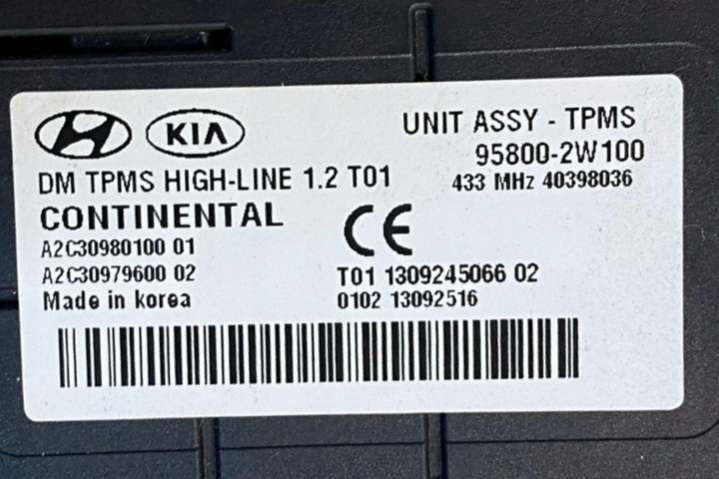 KIA
UNIT ASSY - TPMS
95800-2W100
DM TPMS HIGH-LINE 1.2 T01
433 MHz 40398036
CONTINENTAL
CE
A2C30980100 01
A2C30979600 02
T01 1309245066 02
Made in korea
0102 13092516